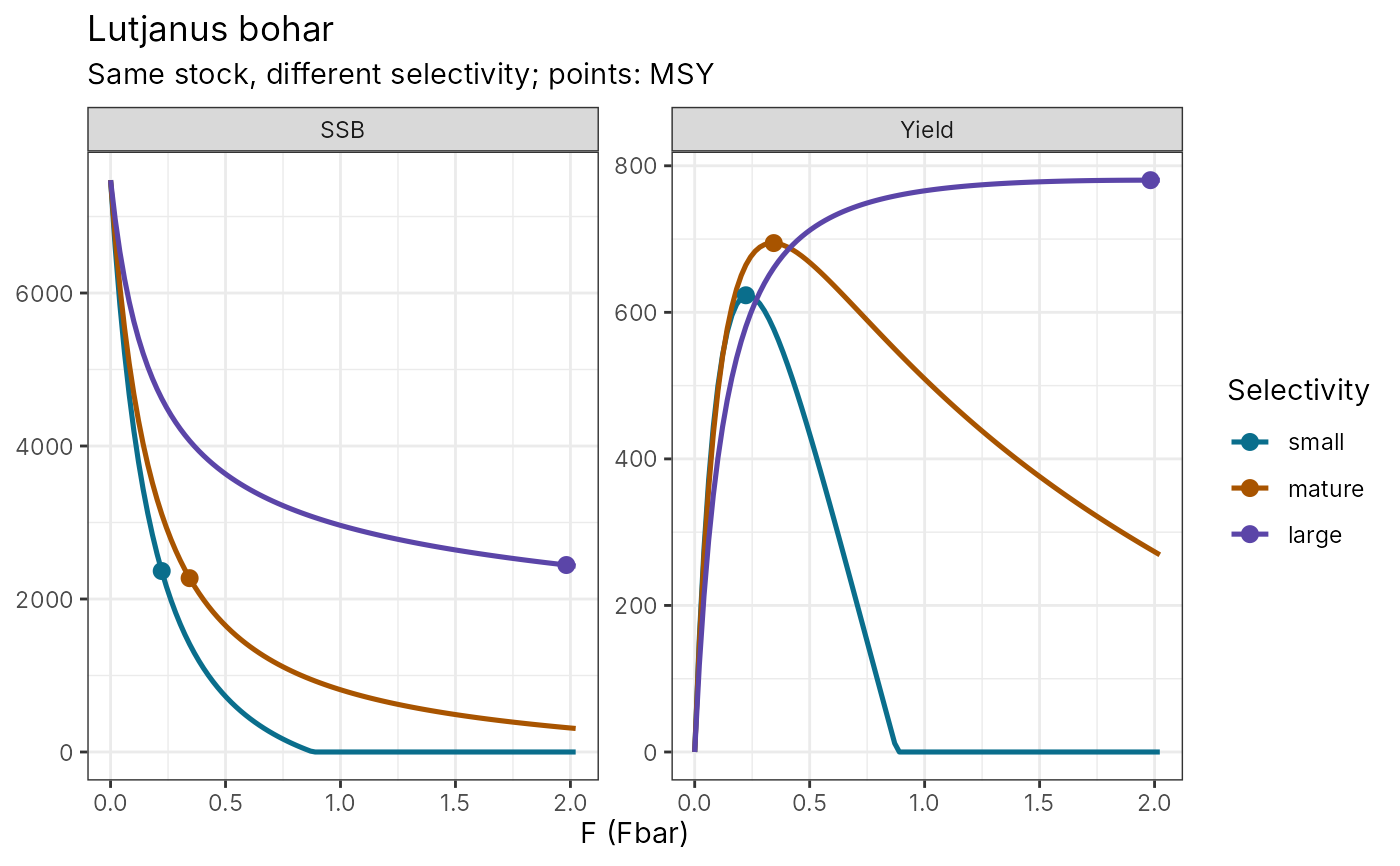 Lutjanus bohar
Same stock, different selectivity; points: MSY
SSB
Yield
6000
4000
2000
0
800
600
400
200
0
0.0 0.5 1.0 1.5 2.0
0.0 0.5 1.0 1.5 2.0
F (Fbar)
Selectivity
small
mature
large